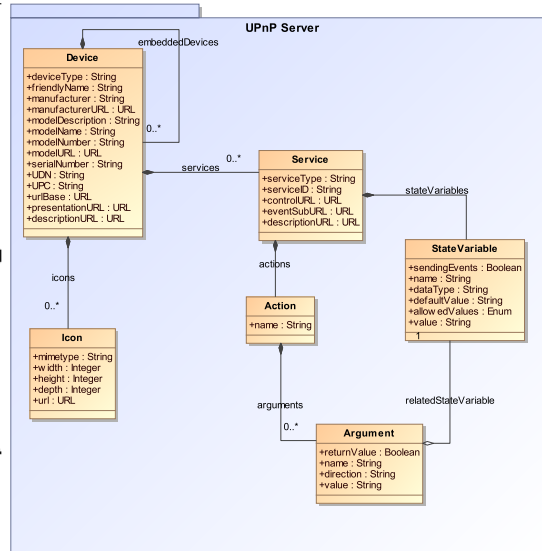 UPnP Server
embeddedDevices
Device
+deviceType : String
+friendlyName : String
+manufacturer : String
+manufacturerURL : URL
+modelDescription : String
+modelName : String
+modelNumber : String
+modelURL : URL
+serialNumber : String
+UDN : String
+UPC : String
+urlBase : URL
+presentationURL : URL
+descriptionURL : URL
0..*
services
0..*
Service
+serviceType : String
+serviceID : String
+controlURL : URL
+eventSubURL : URL
+descriptionURL : URL
stateVariables
StateVariable
+sendingEvents : Boolean
+name : String
+dataType : String
+defaultValue : String
+allowedValues : Enum
+value : String
1
icons
0..*
actions
Action
+name : String
Icon
+mimetype : String
+width : Integer
+height : Integer
+depth : Integer
+url : URL
arguments
0..*
relatedStateVariable
Argument
+returnValue : Boolean
+name : String
+direction : String
+value : String